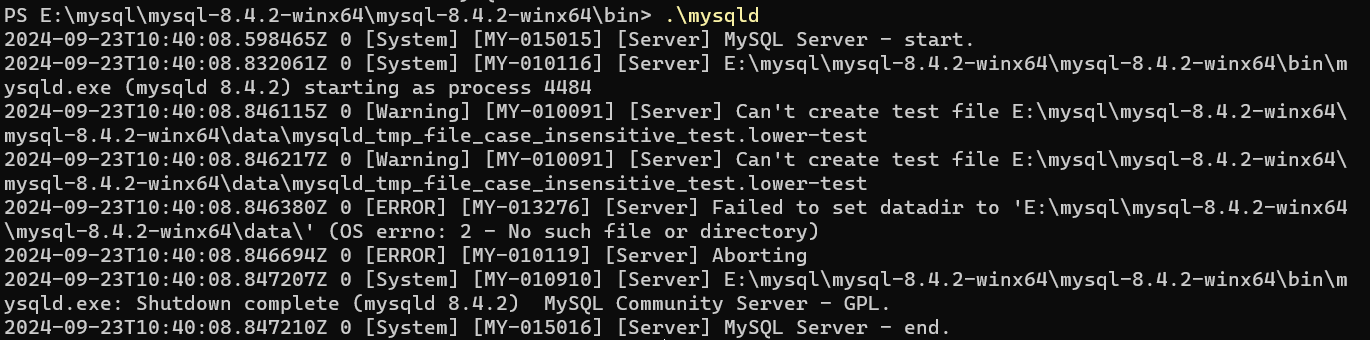 PS E:\mysql\mysql-8.4.2-winx64\mysql-8.4.2-winx64\bin> .\mysqld
2024-09-23T10:40:08.598465Z 0 [System] [MY-015015] [Server] MySQL Server - start.
2024-09-23T10:40:08.832061Z 0 [System] [MY-010116] [Server] E:\mysql\mysql-8.4.2-winx64\mysql-8.4.2-winx64\bin\m
ysqld.exe (mysqld 8.4.2) starting as process 4484
2024-09-23T10:40:08.846115Z 0 [Warning] [MY-010091] [Server] Can't create test file E:\mysql\mysql-8.4.2-winx64\
mysql-8.4.2-winx64\data\mysqld_tmp_file_case_insensitive_test.lower-test
2024-09-23T10:40:08.846217Z 0 [Warning] [MY-010091] [Server] Can't create test file E:\mysql\mysql-8.4.2-winx64\
mysql-8.4.2-winx64\data\mysqld_tmp_file_case_insensitive_test.lower-test
2024-09-23T10:40:08.846380Z 0 [ERROR] [MY-013276] [Server] Failed to set datadir to 'E:\mysql\mysql-8.4.2-winx64
\mysql-8.4.2-winx64\data\' (OS errno: 2 - No such file or directory)
2024-09-23T10:40:08.846694Z 0 [ERROR] [MY-010119] [Server] Aborting
2024-09-23T10:40:08.847207Z 0 [System] [MY-010910] [Server] E:\mysql\mysql-8.4.2-winx64\mysql-8.4.2-winx64\bin\m
ysqld.exe: Shutdown complete (mysqld 8.4.2)  MySQL Community Server - GPL.
2024-09-23T10:40:08.847210Z 0 [System] [MY-015016] [Server] MySQL Server - end.